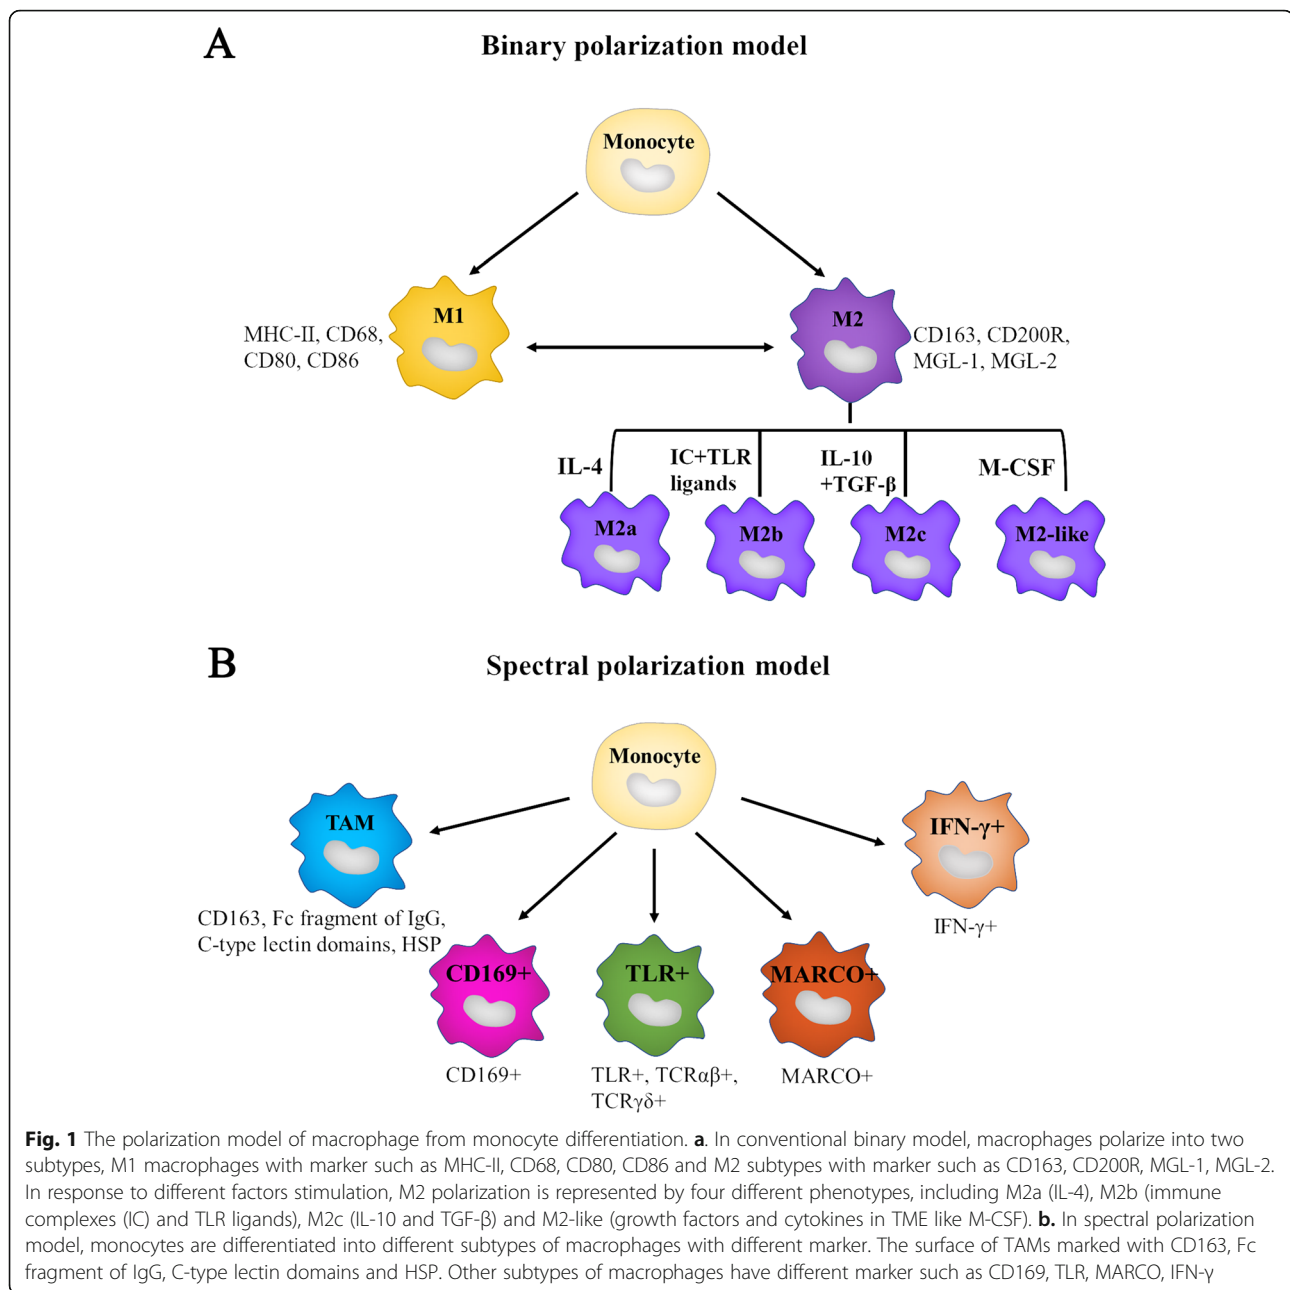 A
Binary polarization model
Monocyte
M1
MHC-II, CD68,
CD80, CD86
M2
CD163, CD200R,
MGL-1, MGL-2
IL-4
IC+TLR
ligands
IL-10
+TGF-β
M-CSF
M2a
M2b
M2c
M2-like
B
Spectral polarization model
Monocyte
TAM
CD163, Fc fragment of IgG,
C-type lectin domains, HSP
IFN-γ+
IFN-γ+
CD169+
CD169+
TLR+
TLR+, TCRαβ+,
TCRγδ+
MARCO+
MARCO+
Fig. 1 The polarization model of macrophage from monocyte differentiation. a. In conventional binary model, macrophages polarize into two
subtypes, M1 macrophages with marker such as MHC-II, CD68, CD80, CD86 and M2 subtypes with marker such as CD163, CD200R, MGL-1, MGL-2.
In response to different factors stimulation, M2 polarization is represented by four different phenotypes, including M2a (IL-4), M2b (immune
complexes (IC) and TLR ligands), M2c (IL-10 and TGF-β) and M2-like (growth factors and cytokines in TME like M-CSF). b. In spectral polarization
model, monocytes are differentiated into different subtypes of macrophages with different marker. The surface of TAMs marked with CD163, Fc
fragment of IgG, C-type lectin domains and HSP. Other subtypes of macrophages have different marker such as CD169, TLR, MARCO, IFN-γ